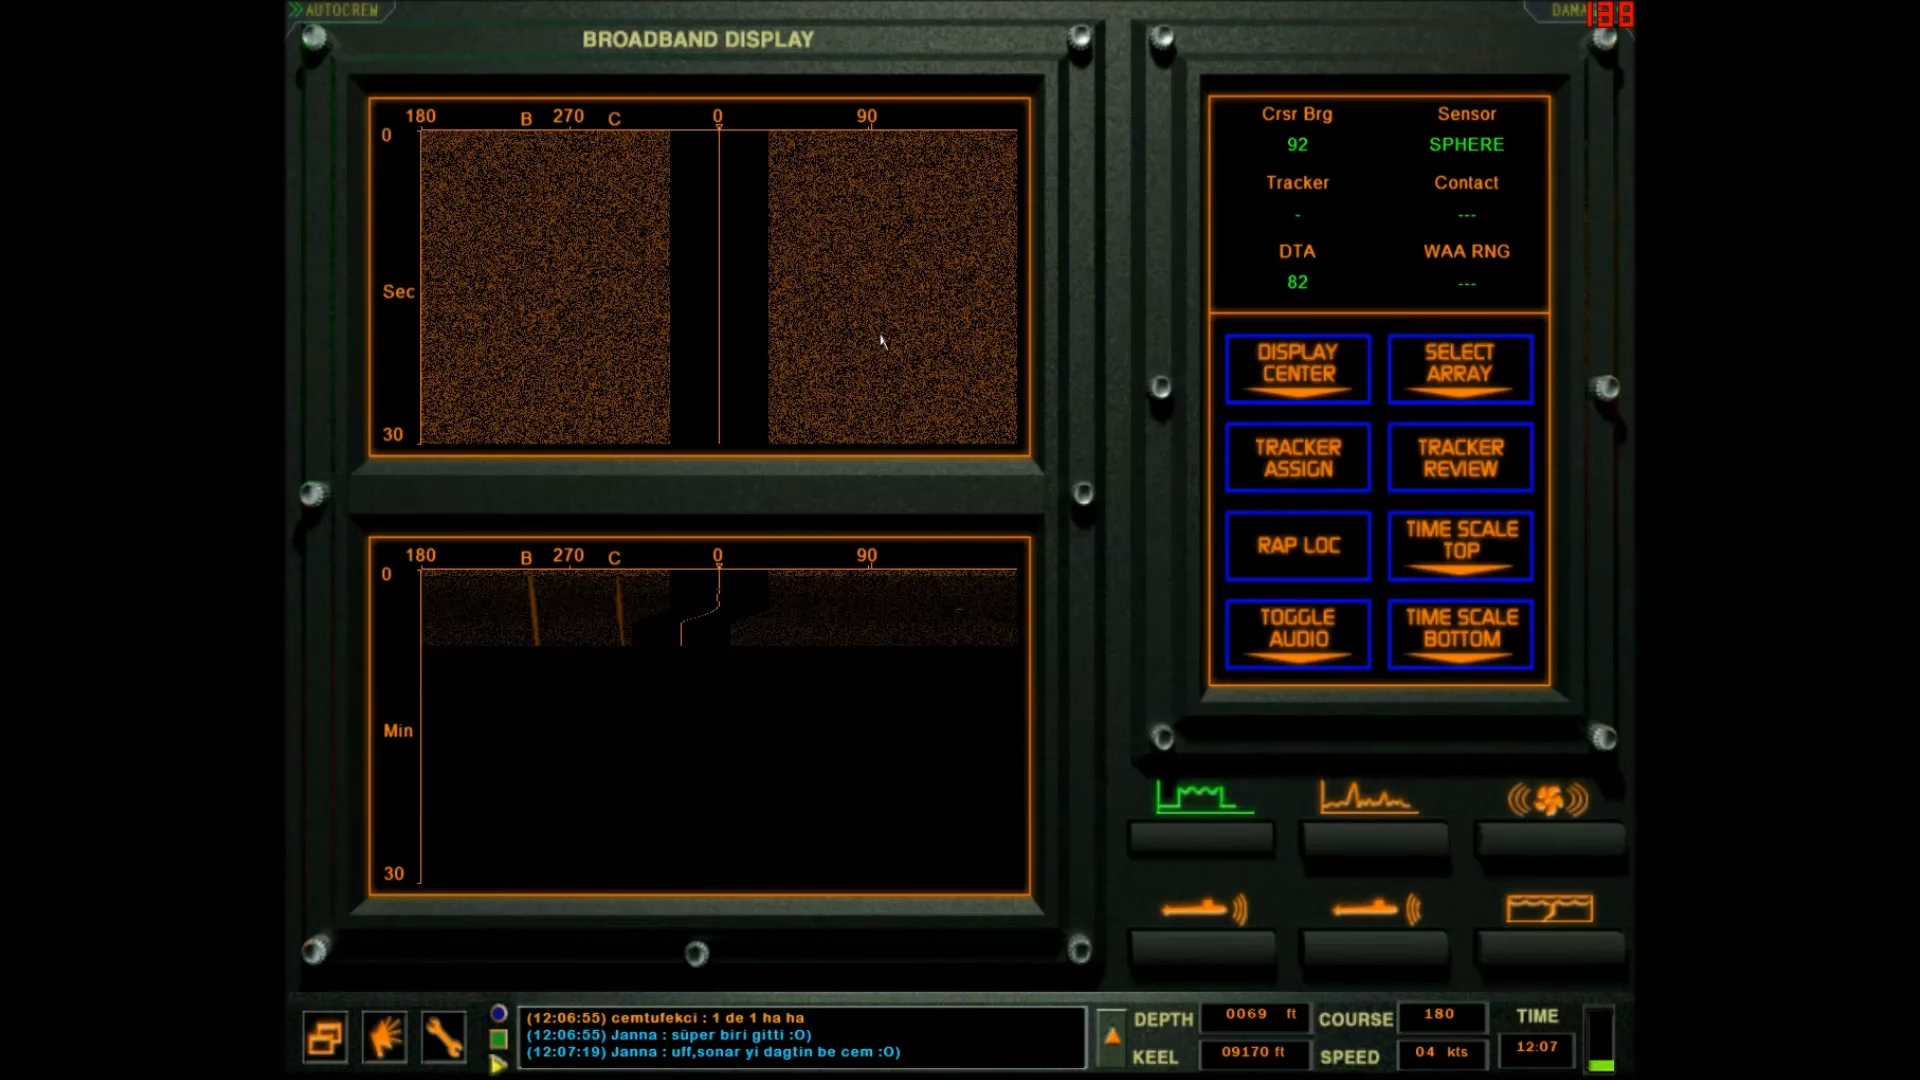 AUTOCREW
138
BROADBAND DISPLAY
180 B 270 C 0 90
0
Sec
30
180 B 270 C 0 90
0
Min
30
Crsr Brg Sensor
92 SPHERE
Tracker Contact
- ---
DTA WAA RNG
82 ---
DISPLAY CENTER
SELECT ARRAY
TRACKER ASSIGN
TRACKER REVIEW
RAP LOC
TIME SCALE TOP
TOGGLE AUDIO
TIME SCALE BOTTOM
(12:06:55) cemtufekci : 1 de 1 ha ha
(12:06:55) Janna : süper biri gitti :O)
(12:07:19) Janna : uff,sonar yi dagtin be cem :O)
DEPTH 0069 ft COURSE 180 TIME
KEEL 09170 ft SPEED 04 kts 12:07